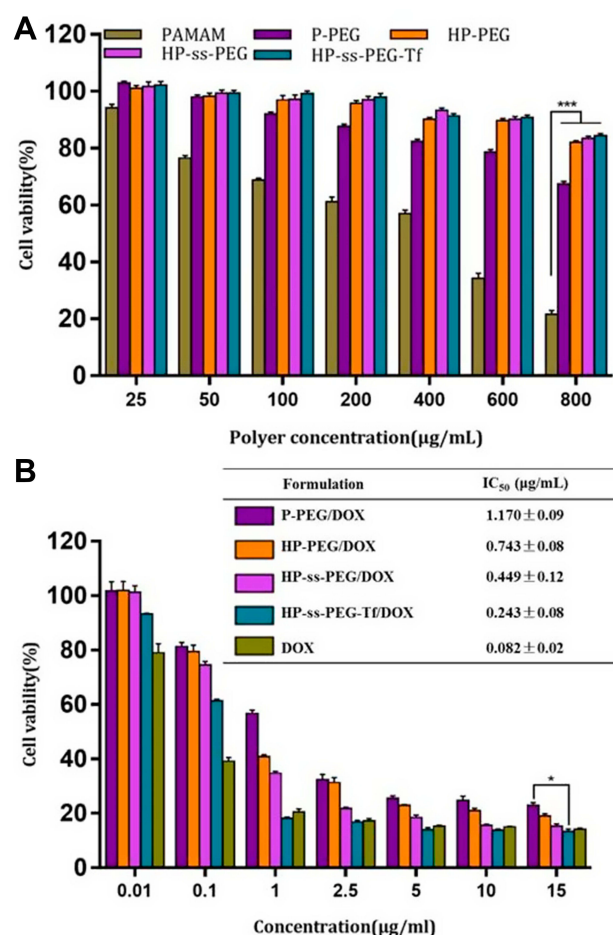 A
PAMAM P-PEG HP-PEG
HP-ss-PEG HP-ss-PEG-Tf
120
100
80
60
40
20
0
Cell vability(%)
***
25 50 100 200 400 600 800
Polyer concentration(μg/mL)
B
Formulation IC50 (μg/mL)
P-PEG/DOX 1.170±0.09
HP-PEG/DOX 0.743±0.08
HP-ss-PEG/DOX 0.449±0.12
HP-ss-PEG-Tf/DOX 0.243±0.08
DOX 0.082±0.02
120
100
80
60
40
20
0
Cell viability(%)
*
0.01 0.1 1 2.5 5 10 15
Concentration(μg/ml)